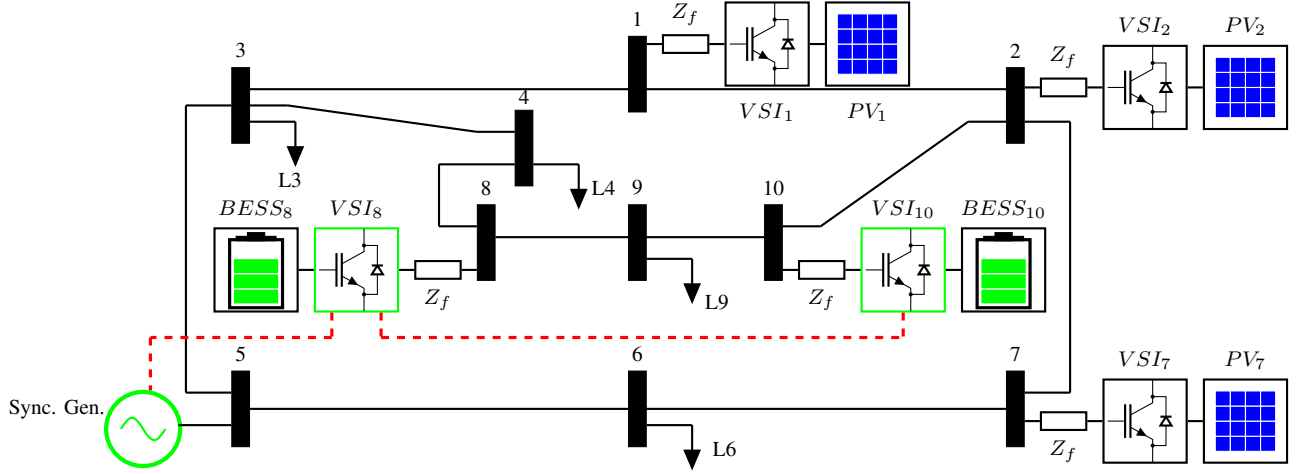 1
Z_f
VSI_2
PV_2
3
2
Z_f
4
VSI_1
PV_1
L3
8
9
10
L4
BESS_8
VSI_8
VSI_10
BESS_10
Z_f
Z_f
L9
5
6
7
VSI_7
PV_7
Sync. Gen.
Z_f
L6